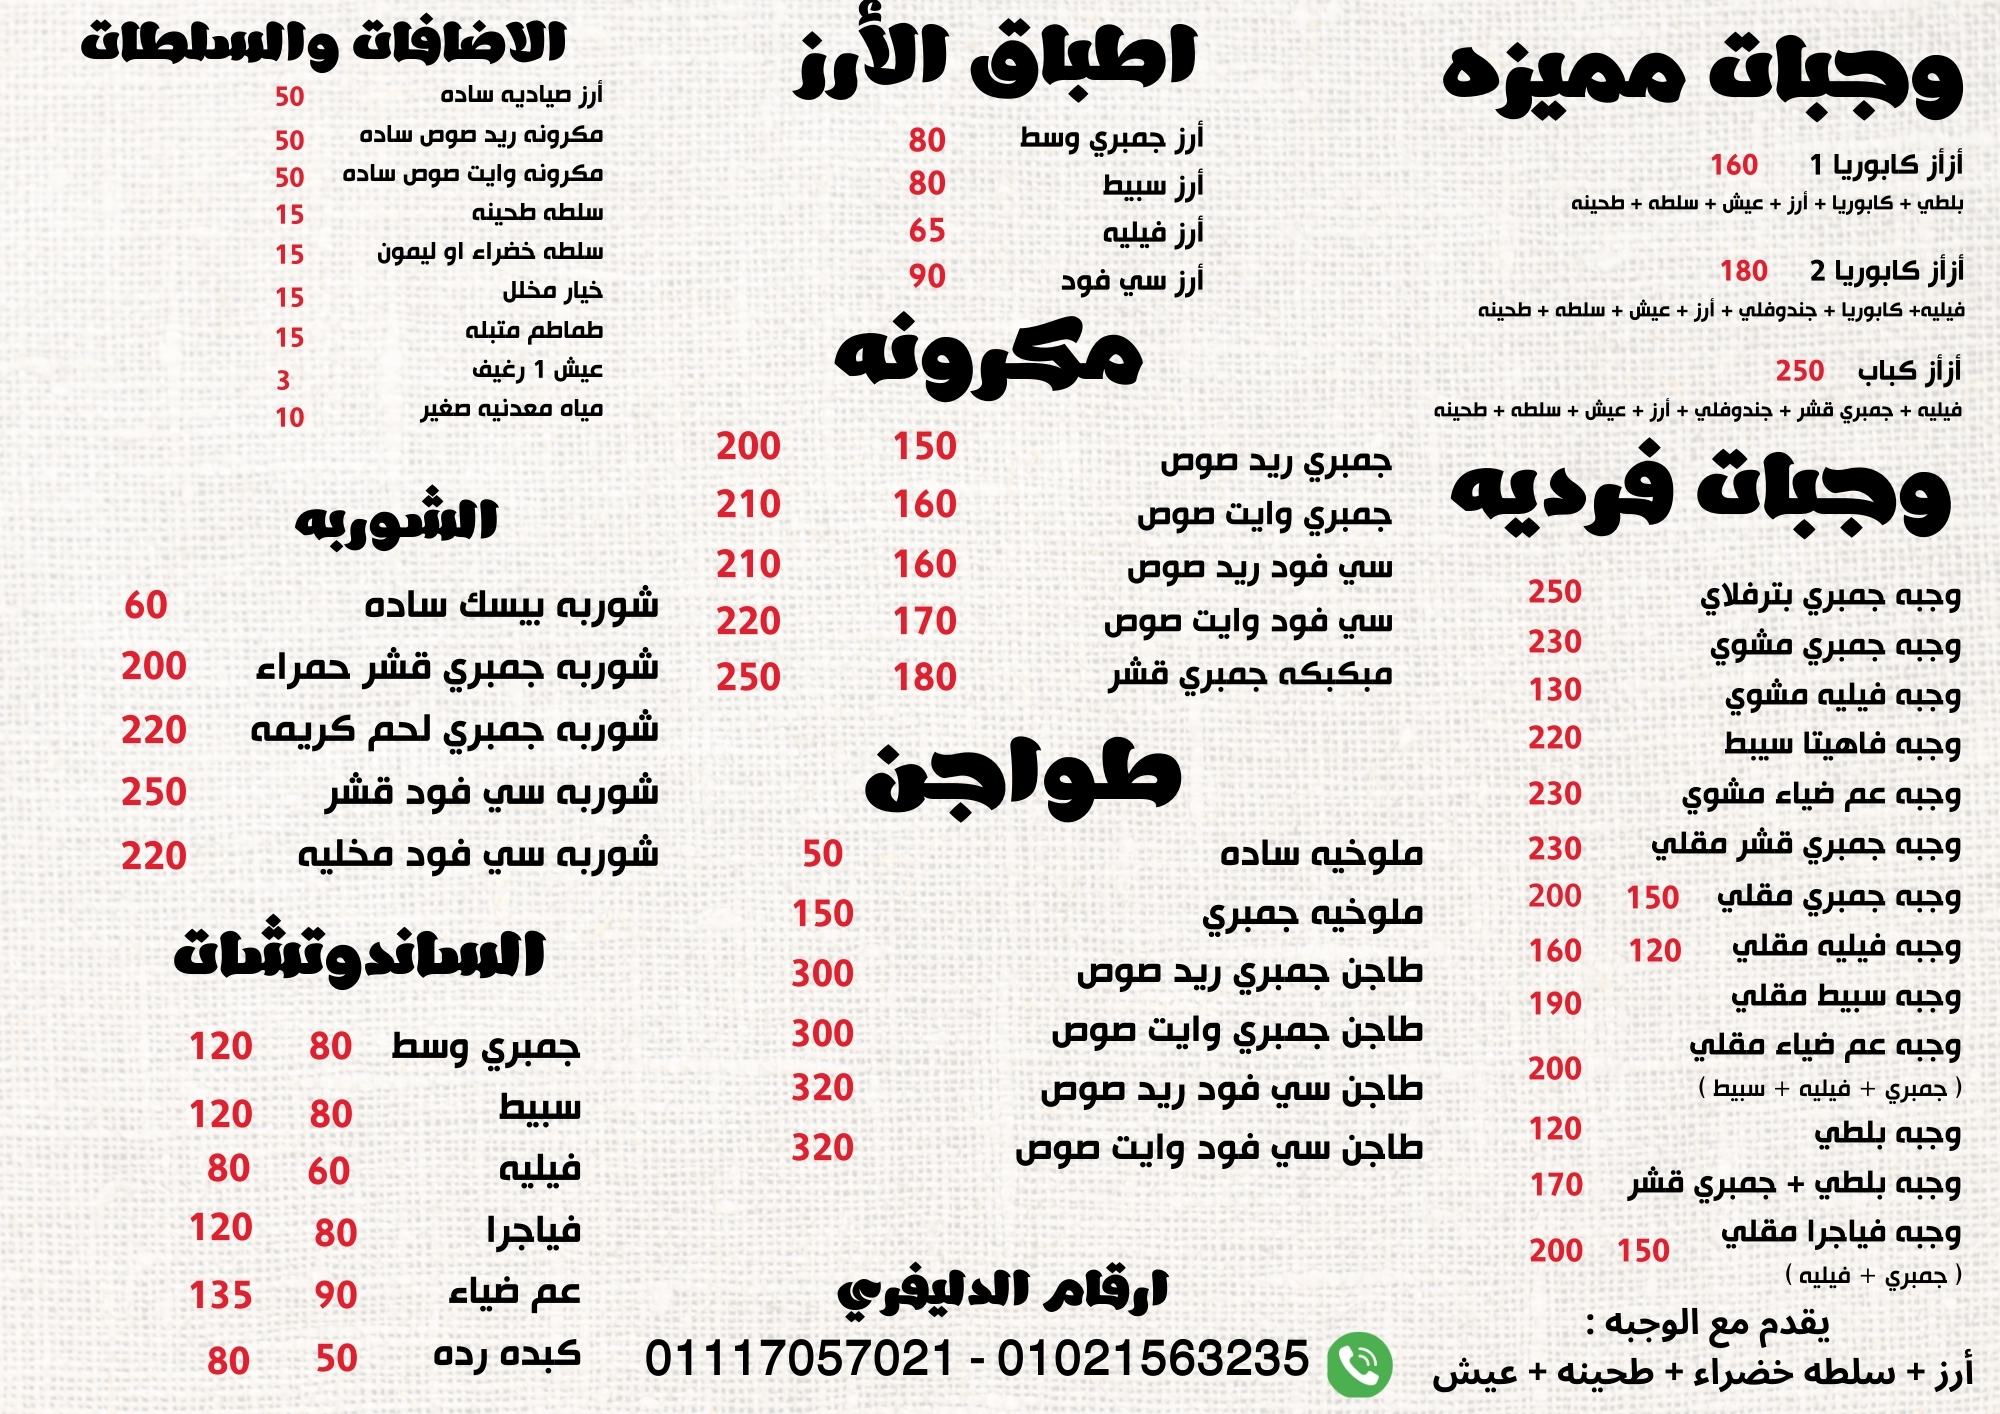 وجبات مميزه
أزأز كابوريا 1 160
بلطي + كابوريا + أرز + عيش + سلطه + طحينه
أزأز كابوريا 2 180
فيليه+ كابوريا + جندوفلي + أرز + عيش + سلطه + طحينه
أزأز كباب 250
فيليه + جمبري قشر + جندوفلي + أرز + عيش + سلطه + طحينه
وجبات فرديه
وجبه جمبري بترفلاي 250
وجبه جمبري مشوي 230
وجبه فيليه مشوي 130
وجبه فاهيتا سبيط 220
وجبه عم ضياء مشوي 230
وجبه جمبري قشر مقلي 230
وجبه جمبري مقلي 150 200
وجبه فيليه مقلي 120 160
وجبه سبيط مقلي 190
وجبه عم ضياء مقلي 200
( جمبري + فيليه + سبيط )
وجبه بلطي 120
وجبه بلطي + جمبري قشر 170
وجبه فياجرا مقلي 150 200
( جمبري + فيليه )
يقدم مع الوجبه :
أرز + سلطه خضراء + طحينه + عيش
اطباق الأرز
أرز جمبري وسط 80
أرز سبيط 80
أرز فيليه 65
أرز سي فود 90
مكرونه
جمبري ريد صوص 150 200
جمبري وايت صوص 160 210
سي فود ريد صوص 160 210
سي فود وايت صوص 170 220
مبكبكه جمبري قشر 180 250
طواجن
ملوخيه ساده 50
ملوخيه جمبري 150
طاجن جمبري ريد صوص 300
طاجن جمبري وايت صوص 300
طاجن سي فود ريد صوص 320
طاجن سي فود وايت صوص 320
ارقام الدليفري
01117057021 - 01021563235
الاضافات والسلطات
أرز صياديه ساده 50
مكرونه ريد صوص ساده 50
مكرونه وايت صوص ساده 50
سلطه طحينه 15
سلطه خضراء او ليمون 15
خيار مخلل 15
طماطم متبله 15
عيش 1 رغيف 3
مياه معدنيه صغير 10
الشوربه
شوربه بيسك ساده 60
شوربه جمبري قشر حمراء 200
شوربه جمبري لحم كريمه 220
شوربه سي فود قشر 250
شوربه سي فود مخليه 220
الساندوتشات
جمبري وسط 80 120
سبيط 80 120
فيليه 60 80
فياجرا 80 120
عم ضياء 90 135
كبده رده 50 80